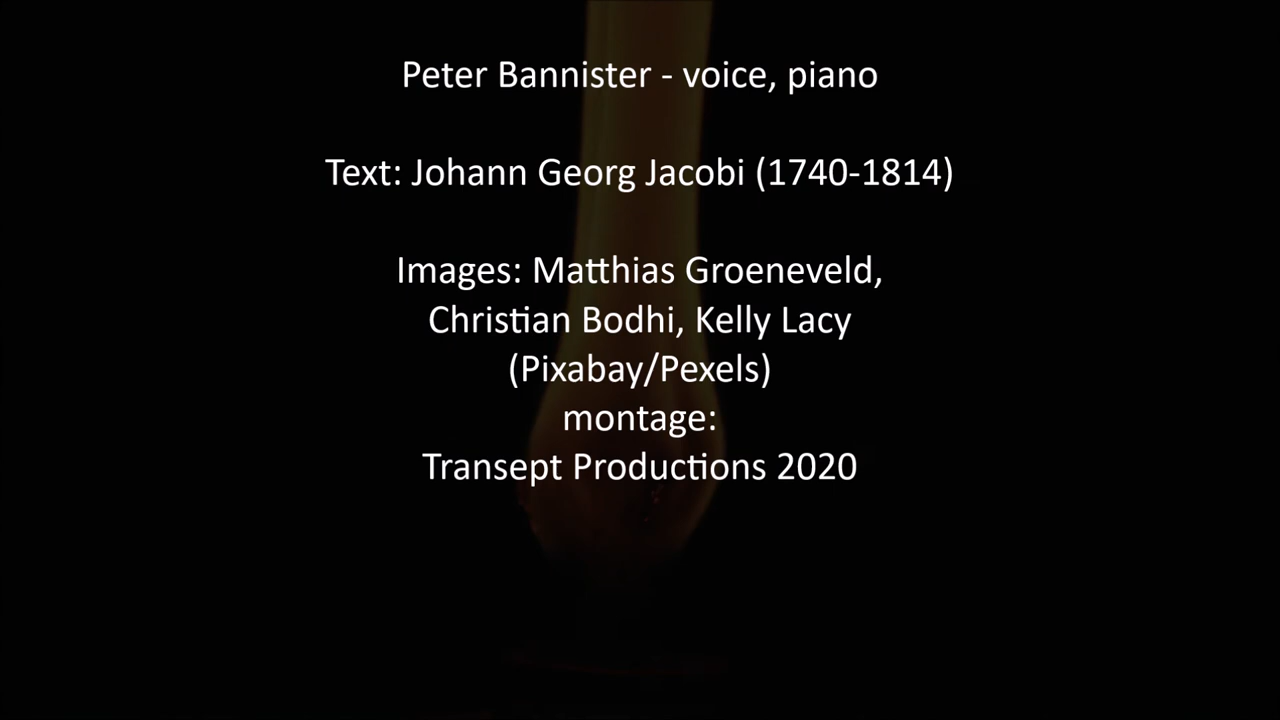 Peter Bannister - voice, piano
Text: Johann Georg Jacobi (1740-1814)
Images: Matthias Groeneveld,
Christian Bodhi, Kelly Lacy
(Pixabay/Pexels)
montage:
Transept Productions 2020